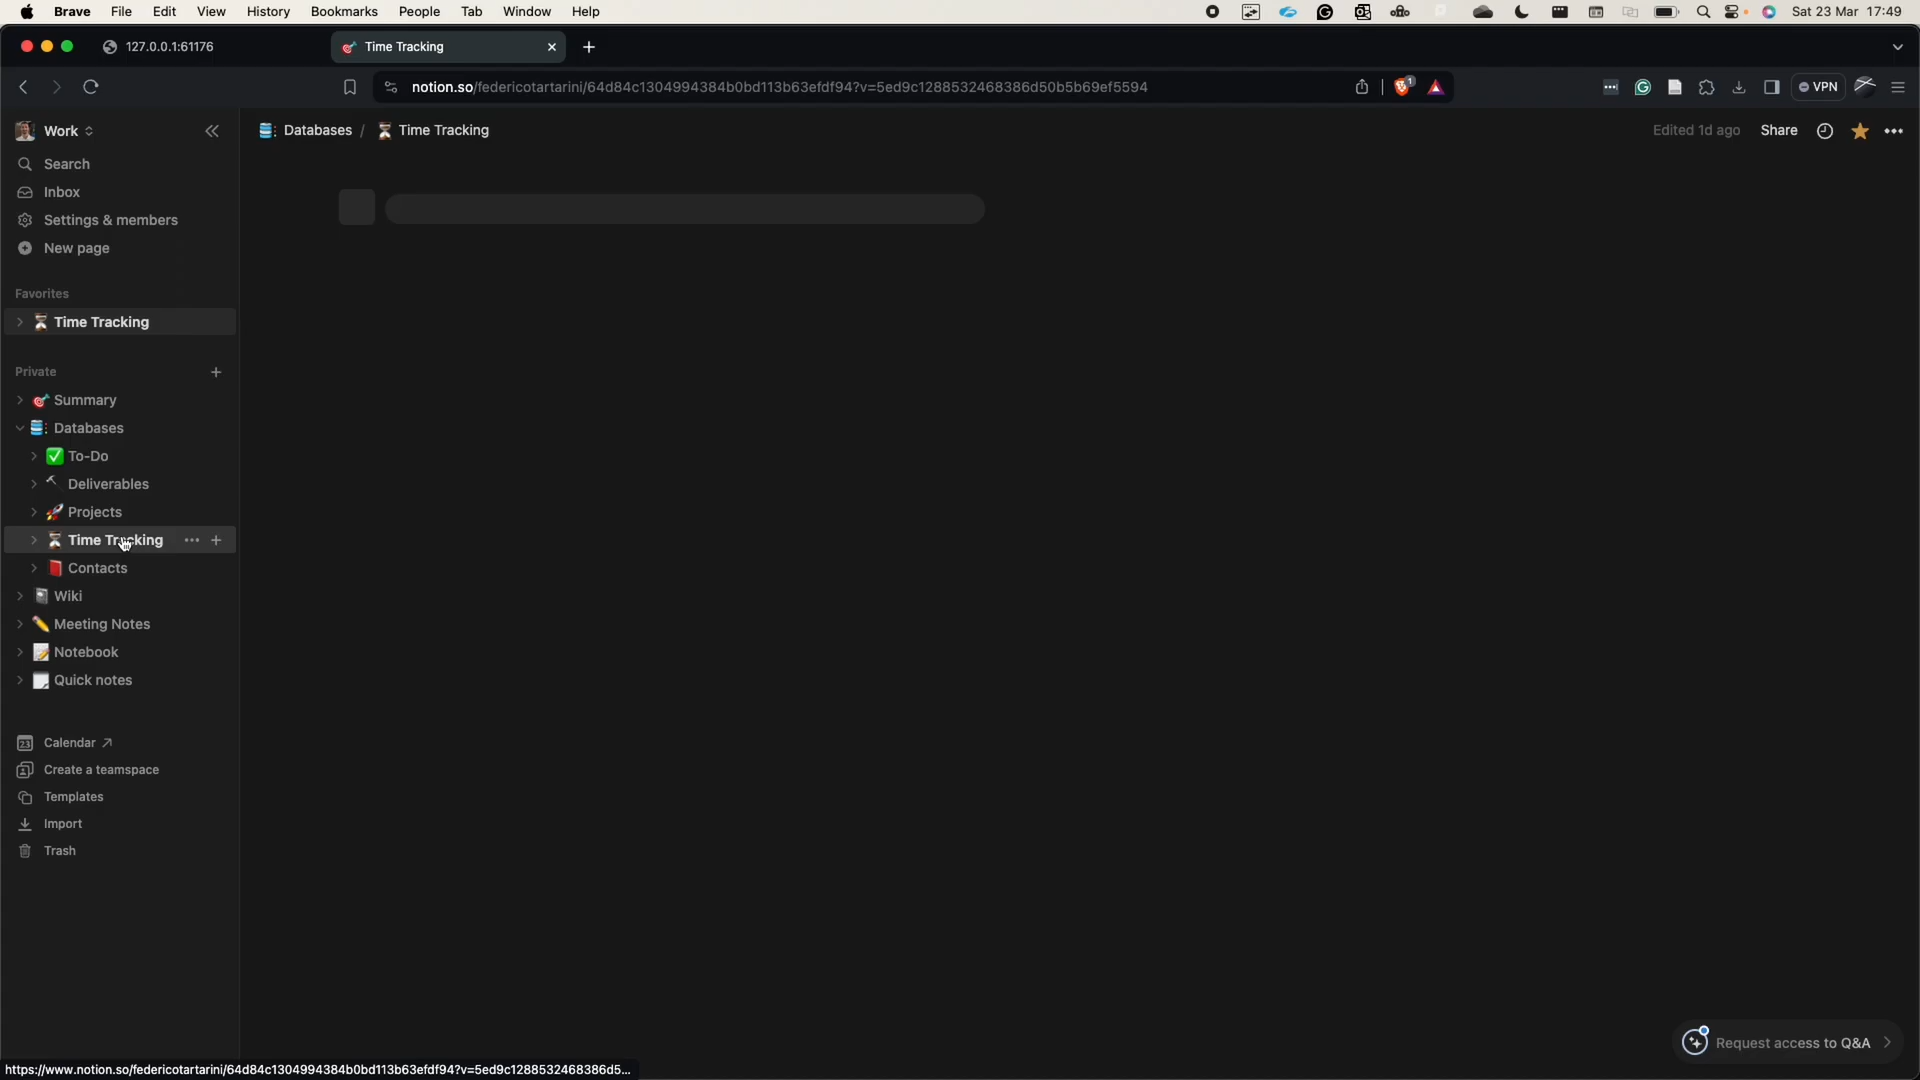 Brave File Edit View History Bookmarks People Tab Window Help Sat 23 Mar 17:49
127.0.0.1:61176 Time Tracking
notion.so/federicotartarini/64d84c1304994384b0bd113b63efdf94?v=5ed9c1288532468386d50b5b69ef5594 1 VPN
Work Databases / Time Tracking Edited 1d ago Share
Search
Inbox
Settings & members
New page
Favorites
Time Tracking
Private
Summary
Databases
To-Do
Deliverables
Projects
Time Tracking
Contacts
Wiki
Meeting Notes
Notebook
Quick notes
23 Calendar
Create a teamspace
Templates
Import
Trash
Request access to Q&A
https://www.notion.so/federicotartarini/64d84c1304994384b0bd113b63efdf94?v=5ed9c1288532468386d5...